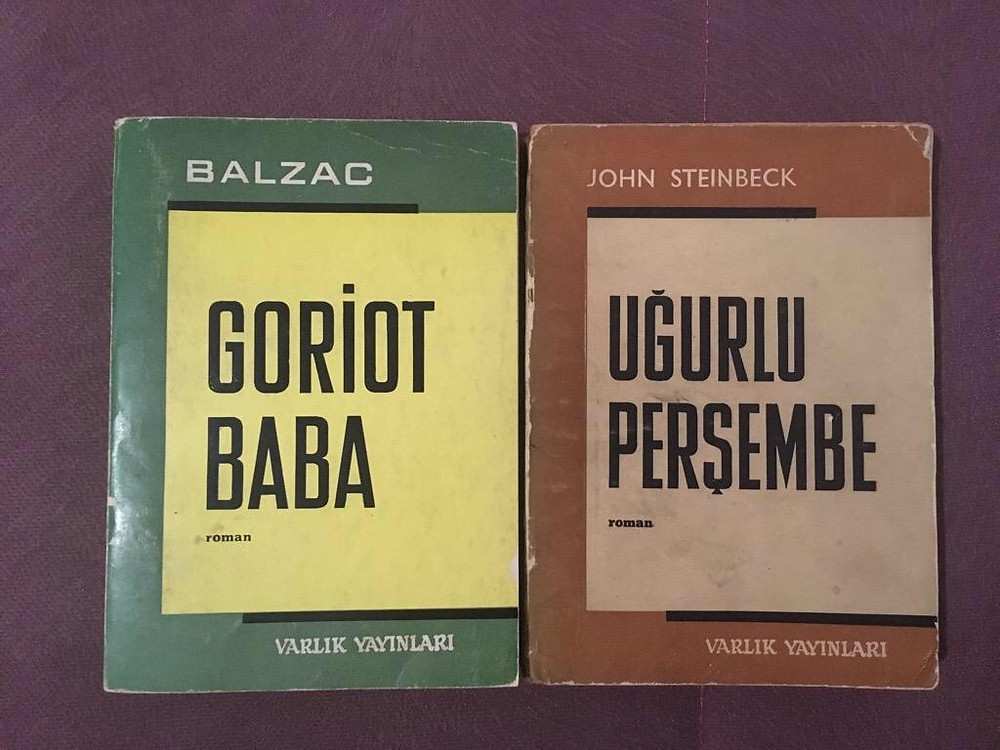 BALZAC
GORİOT
BABA
roman
VARLIK YAYINLARI
JOHN STEINBECK
UĞURLU
PERŞEMBE
roman
VARLIK YAYINLARI